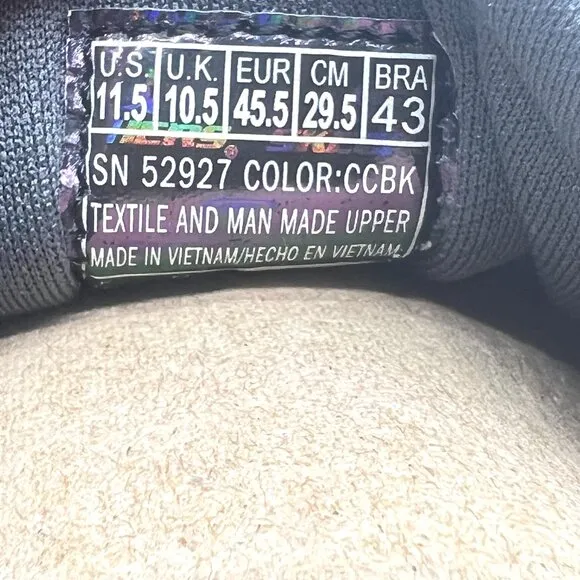 U.S. U.K. EUR CM BRA
11.5 10.5 45.5 29.5 43
SN 52927 COLOR:CCBK
TEXTILE AND MAN MADE UPPER
MADE IN VIETNAM/HECHO EN VIETNAM